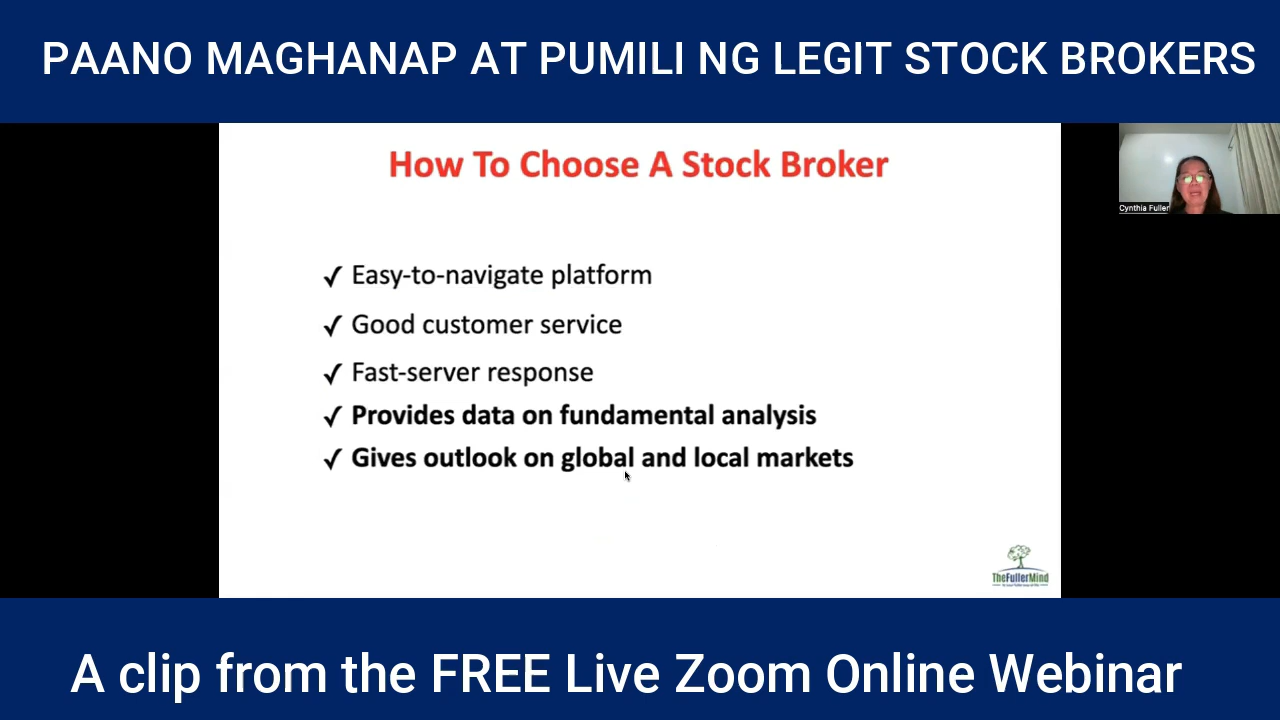 PAANO MAGHANAP AT PUMILI NG LEGIT STOCK BROKERS
How To Choose A Stock Broker
Cynthia Fuller
✓ Easy-to-navigate platform
✓ Good customer service
✓ Fast-server response
✓ Provides data on fundamental analysis
✓ Gives outlook on global and local markets
TheFullerMind
A clip from the FREE Live Zoom Online Webinar